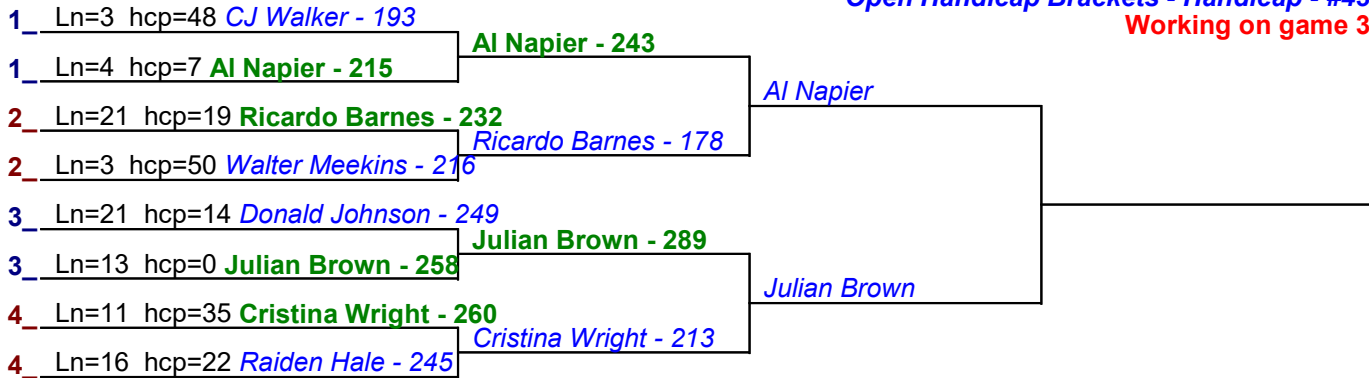 Open Handicap Brackets - Handicap - #43
Working on game 3
1_ Ln=3 hcp=48 CJ Walker - 193
Al Napier - 243
1_ Ln=4 hcp=7 Al Napier - 215
Al Napier
2_ Ln=21 hcp=19 Ricardo Barnes - 232
Ricardo Barnes - 178
2_ Ln=3 hcp=50 Walter Meekins - 216
3_ Ln=21 hcp=14 Donald Johnson - 249
Julian Brown - 289
3_ Ln=13 hcp=0 Julian Brown - 258
Julian Brown
4_ Ln=11 hcp=35 Cristina Wright - 260
Cristina Wright - 213
4_ Ln=16 hcp=22 Raiden Hale - 245